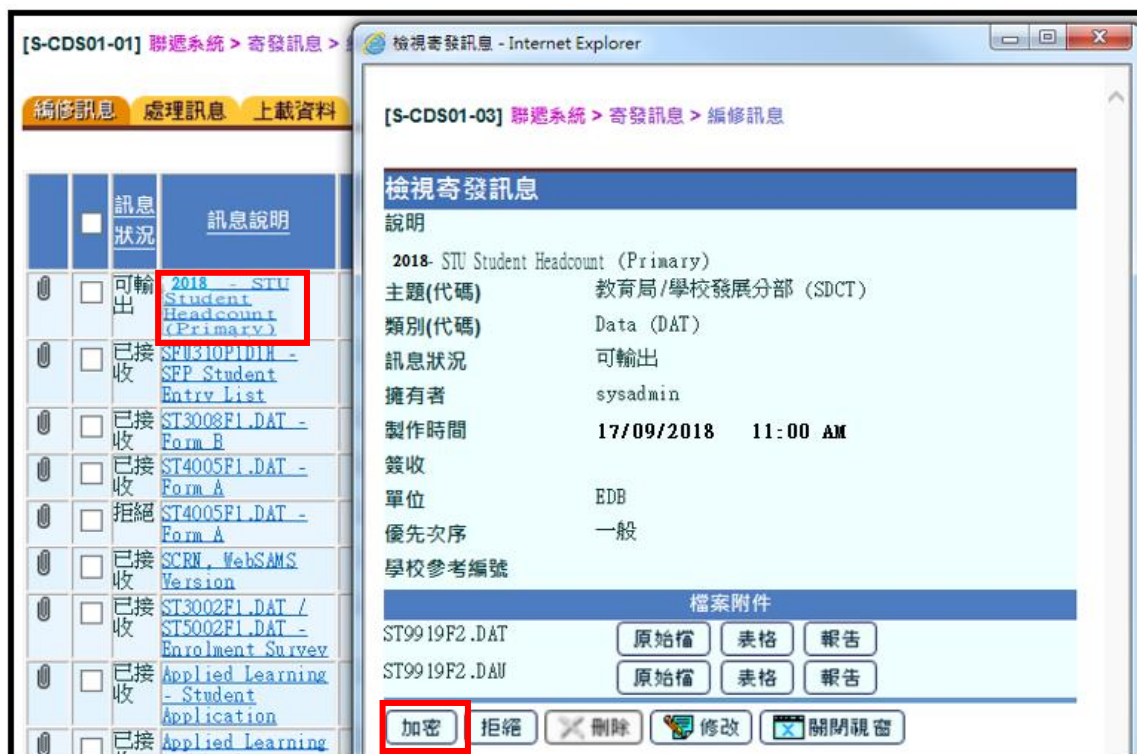 [S-CDS01-01] 聯遞系統 > 寄發訊息 >
編修訊息 處理訊息 上載資料
訊息
狀況
訊息說明
可輸
出
2018 - STU
Student
Headcount
(Primary)
已接
收
SFU310P1D1H -
SFP Student
Entry List
已接
收
ST3008F1.DAT -
Form B
已接
收
ST4005F1.DAT -
Form A
拒絕
ST4005F1.DAT -
Form A
已接
收
SCRN, WebSAMS
Version
已接
收
ST3002F1.DAT /
ST5002F1.DAT -
Enrolment Survey
已接
收
Applied Learning
- Student
Application
已接
Applied Learning
檢視寄發訊息 - Internet Explorer
[S-CDS01-03] 聯遞系統 > 寄發訊息 > 編修訊息
檢視寄發訊息
說明
2018- STU Student Headcount (Primary)
主題(代碼) 教育局/學校發展分部 (SDCT)
類別(代碼) Data (DAT)
訊息狀況 可輸出
擁有者 sysadmin
製作時間 17/09/2018 11:00 AM
簽收
單位 EDB
優先次序 一般
學校參考編號
檔案附件
ST9919F2.DAT 原始檔 表格 報告
ST9919F2.DAU 原始檔 表格 報告
加密 拒絕 刪除 修改 關閉視窗